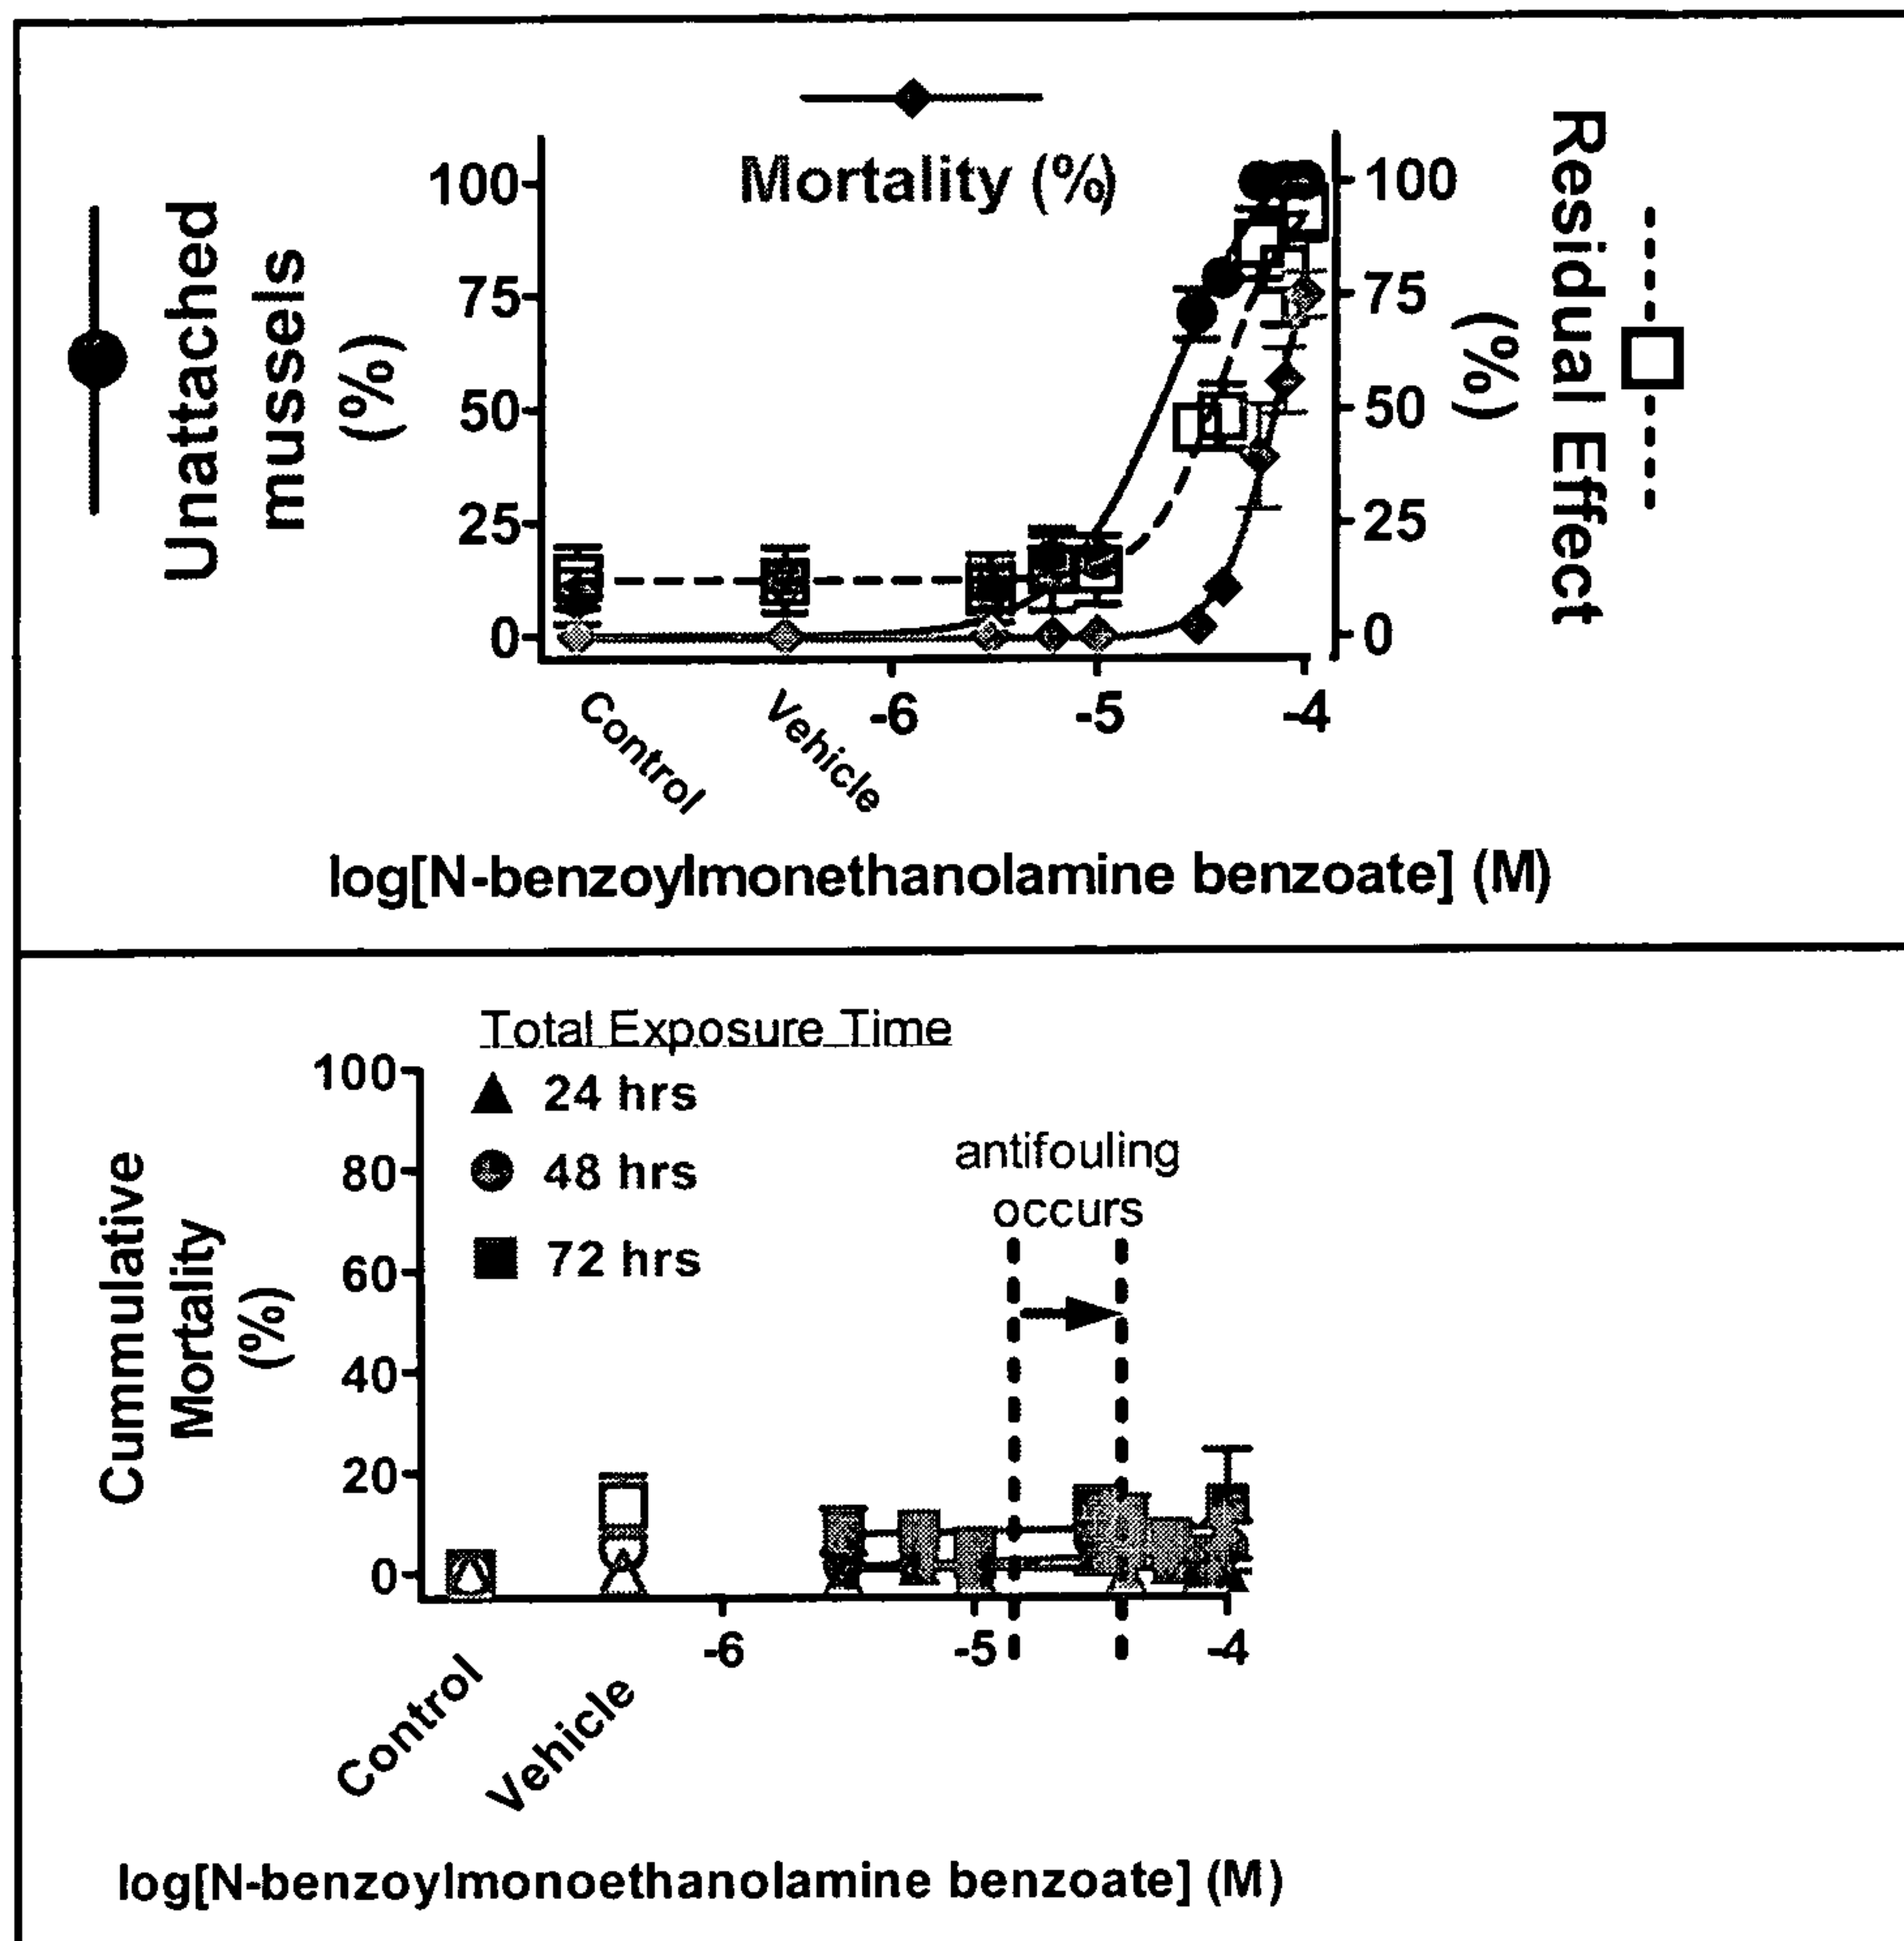 Mortality (%)
Unattached
mussels
(%)
100
75
50
25
0
100
75
50
25
0
Residual Effect
(%)
Control
Vehicle
-6
-5
-4
log[N-benzoylmonethanolamine benzoate] (M)
Total Exposure Time
24 hrs
48 hrs
72 hrs
antifouling
occurs
Cummulative
Mortality
(%)
100
80
60
40
20
0
-6
-5
-4
Control
Vehicle
log[N-benzoylmonoethanolamine benzoate] (M)